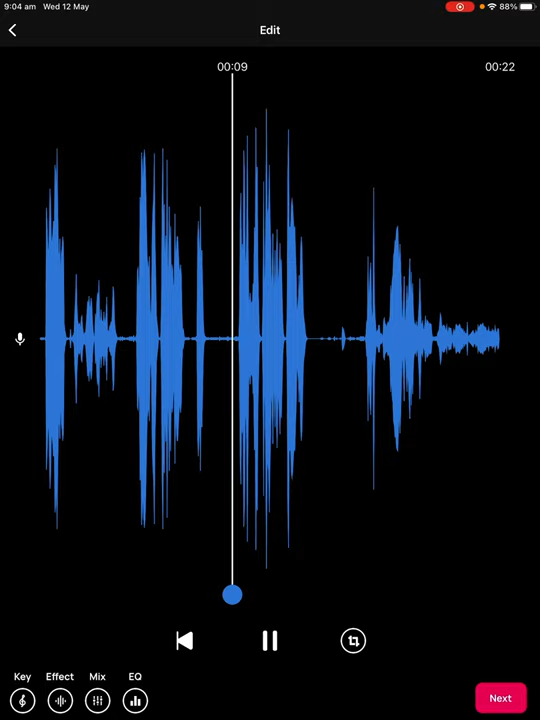 9:04 am Wed 12 May 88%
Edit
00:09 00:22
Key Effect Mix EQ
Next